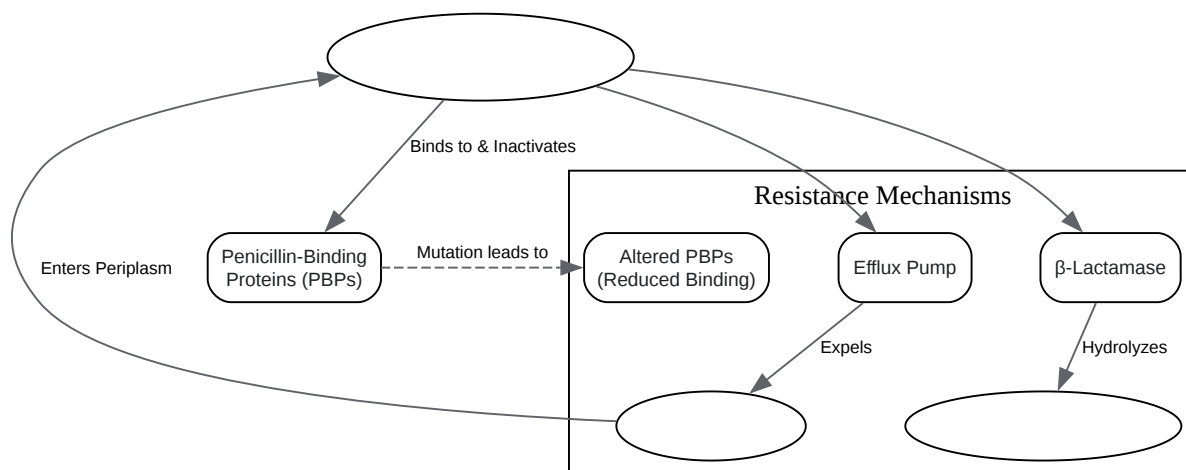 Binds to & Inactivates
Resistance Mechanisms
Enters Periplasm
Penicillin-Binding
Proteins (PBPs)
Mutation leads to
Altered PBPs
(Reduced Binding)
Efflux Pump
β-Lactamase
Expels
Hydrolyzes